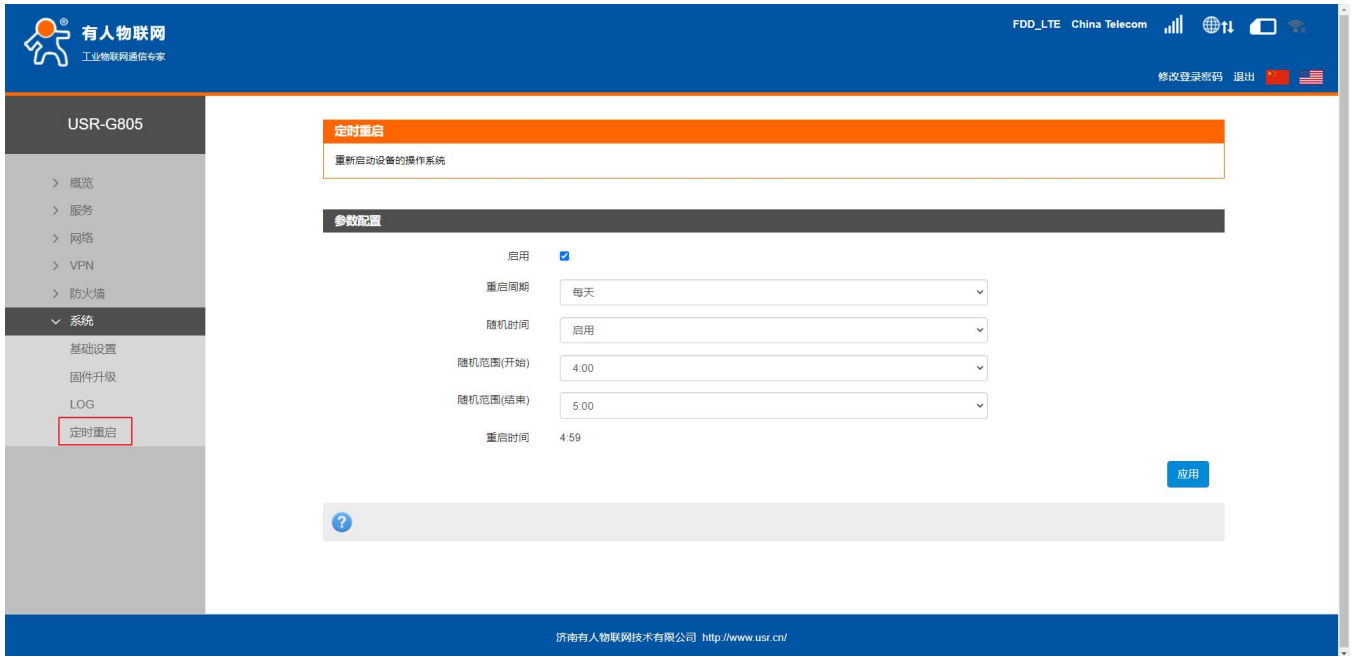 有人物联网
工业物联网通信专家
FDD_LTE China Telecom
修改登录密码 退出
USR-G805
概览
服务
网络
VPN
防火墙
系统
基础设置
固件升级
LOG
定时重启
定时重启
重新启动设备的操作系统
参数配置
启用
重启周期 每天
随机时间 启用
随机范围(开始) 4:00
随机范围(结束) 5:00
重启时间 4:59
应用
济南有人物联网技术有限公司 http://www.usr.cn/